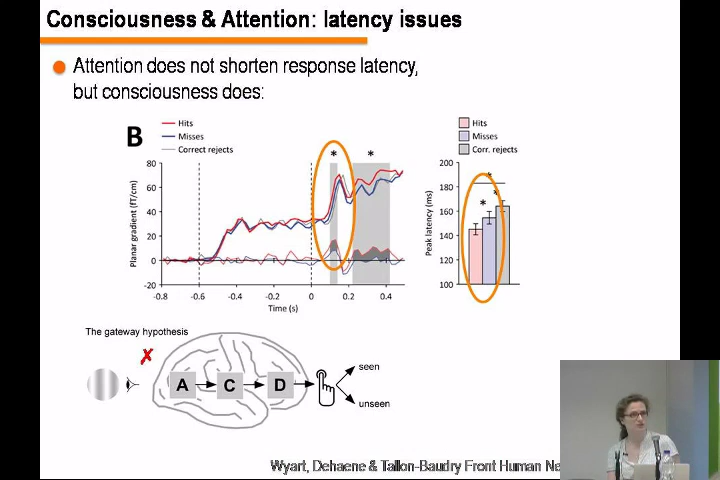 Consciousness & Attention: latency issues
Attention does not shorten response latency,
but consciousness does:
B
Hits
Misses
Correct rejects
Planar gradient (fT/cm)
80
60
40
20
0
-20
-0.8
-0.6
-0.4
-0.2
0
0.2
0.4
Time (s)
*
*
Hits
Misses
Corr. rejects
Peak latency (ms)
200
180
160
140
120
100
*
*
*
The gateway hypothesis
✗
A
C
D
seen
unseen
Wyart, Dehaene & Tallon-Baudry Front Human Ne